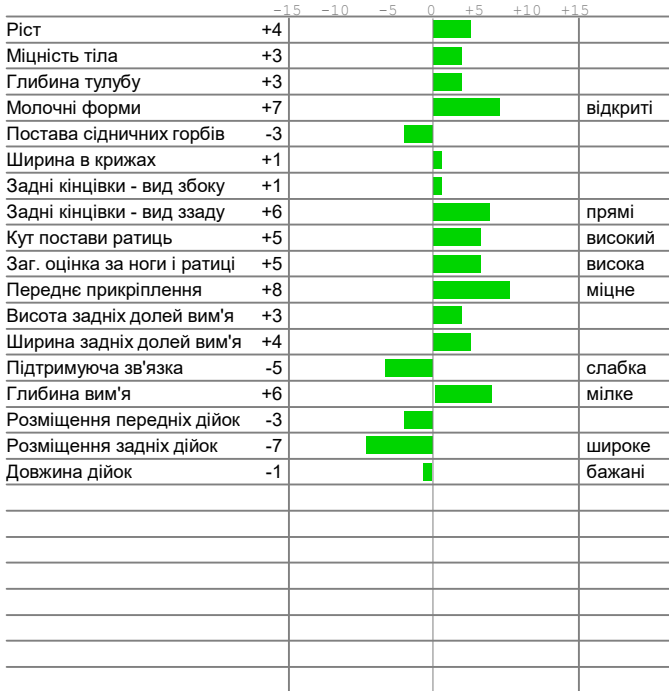 -15 -10 -5 0 +5 +10 +15
Ріст +4
Міцність тіла +3
Глибина тулубу +3
Молочні форми +7 відкриті
Постава сідничних горбів -3
Ширина в крижах +1
Задні кінцівки - вид збоку +1
Задні кінцівки - вид ззаду +6 прямі
Кут постави ратиць +5 високий
Заг. оцінка за ноги і ратиці +5 висока
Переднє прикріплення +8 міцне
Висота задніх долей вим'я +3
Ширина задніх долей вим'я +4
Підтримуюча зв'язка -5 слабка
Глибина вим'я +6 мілке
Розміщення передніх дійок -3
Розміщення задніх дійок -7 широке
Довжина дійок -1 бажані